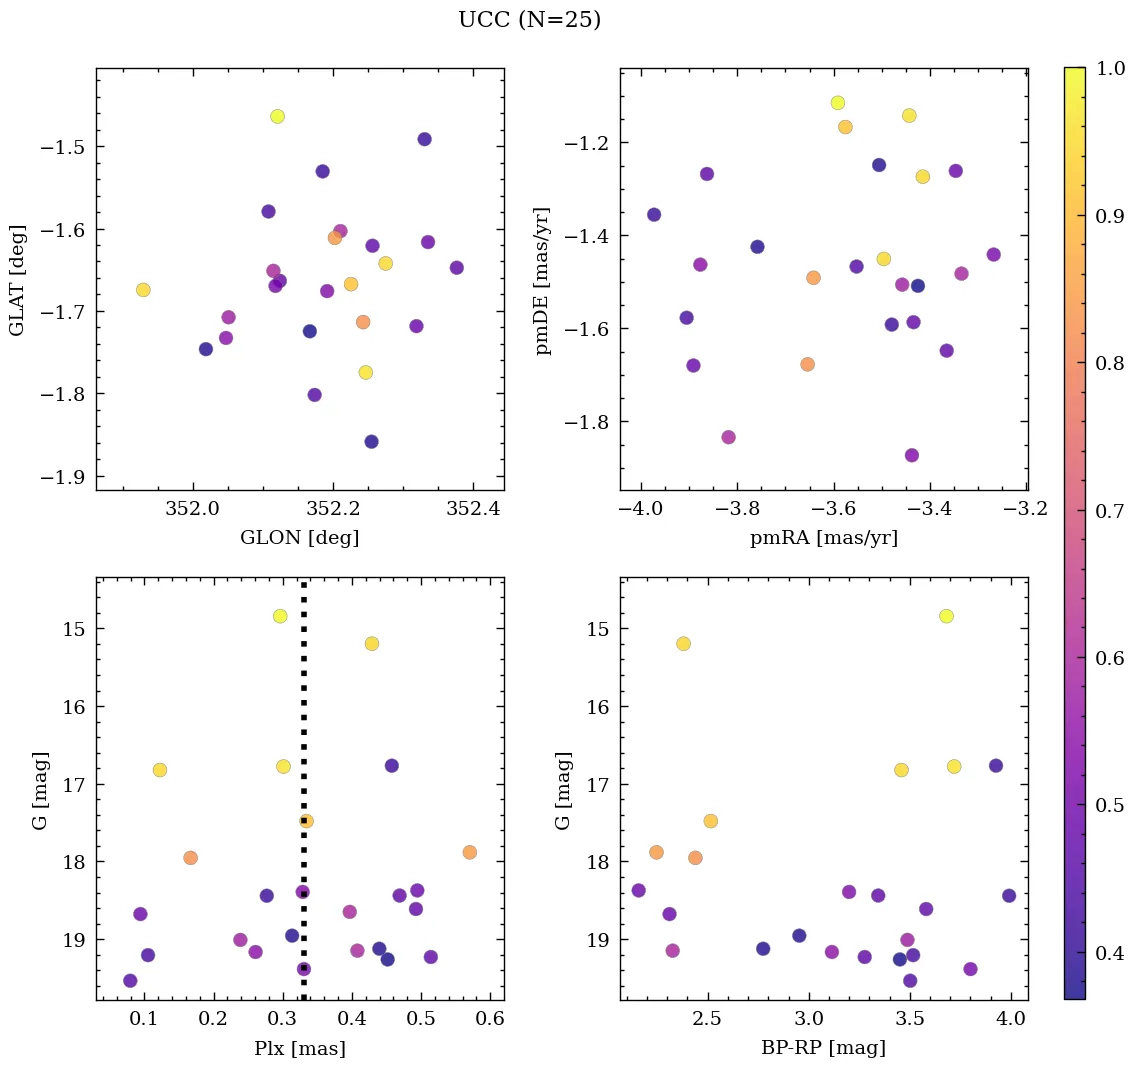 UCC (N=25)
−1.5
−1.6
−1.7
−1.8
−1.9
GLAT [deg]
352.0 352.2 352.4
GLON [deg]
−1.2
−1.4
−1.6
−1.8
pmDE [mas/yr]
−4.0 −3.8 −3.6 −3.4 −3.2
pmRA [mas/yr]
15
16
17
18
19
G [mag]
0.1 0.2 0.3 0.4 0.5 0.6
Plx [mas]
15
16
17
18
19
G [mag]
2.5 3.0 3.5 4.0
BP-RP [mag]
1.0
0.9
0.8
0.7
0.6
0.5
0.4